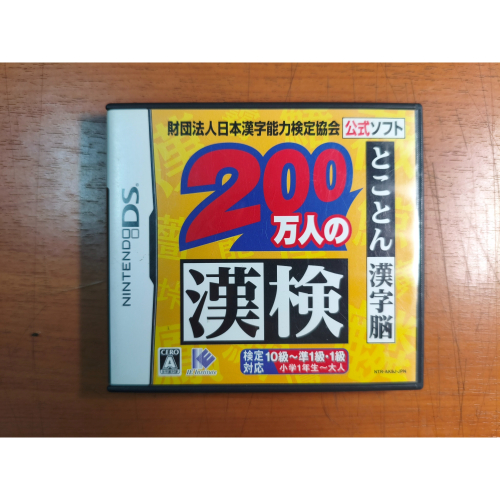 財団法人日本漢字能力検定協会 公式ソフト
200
万人の
漢検
とことん漢字脳
検定対応 10級〜準1級・1級
小学1年生〜大人
NINTENDO DS
CERO
A
IE